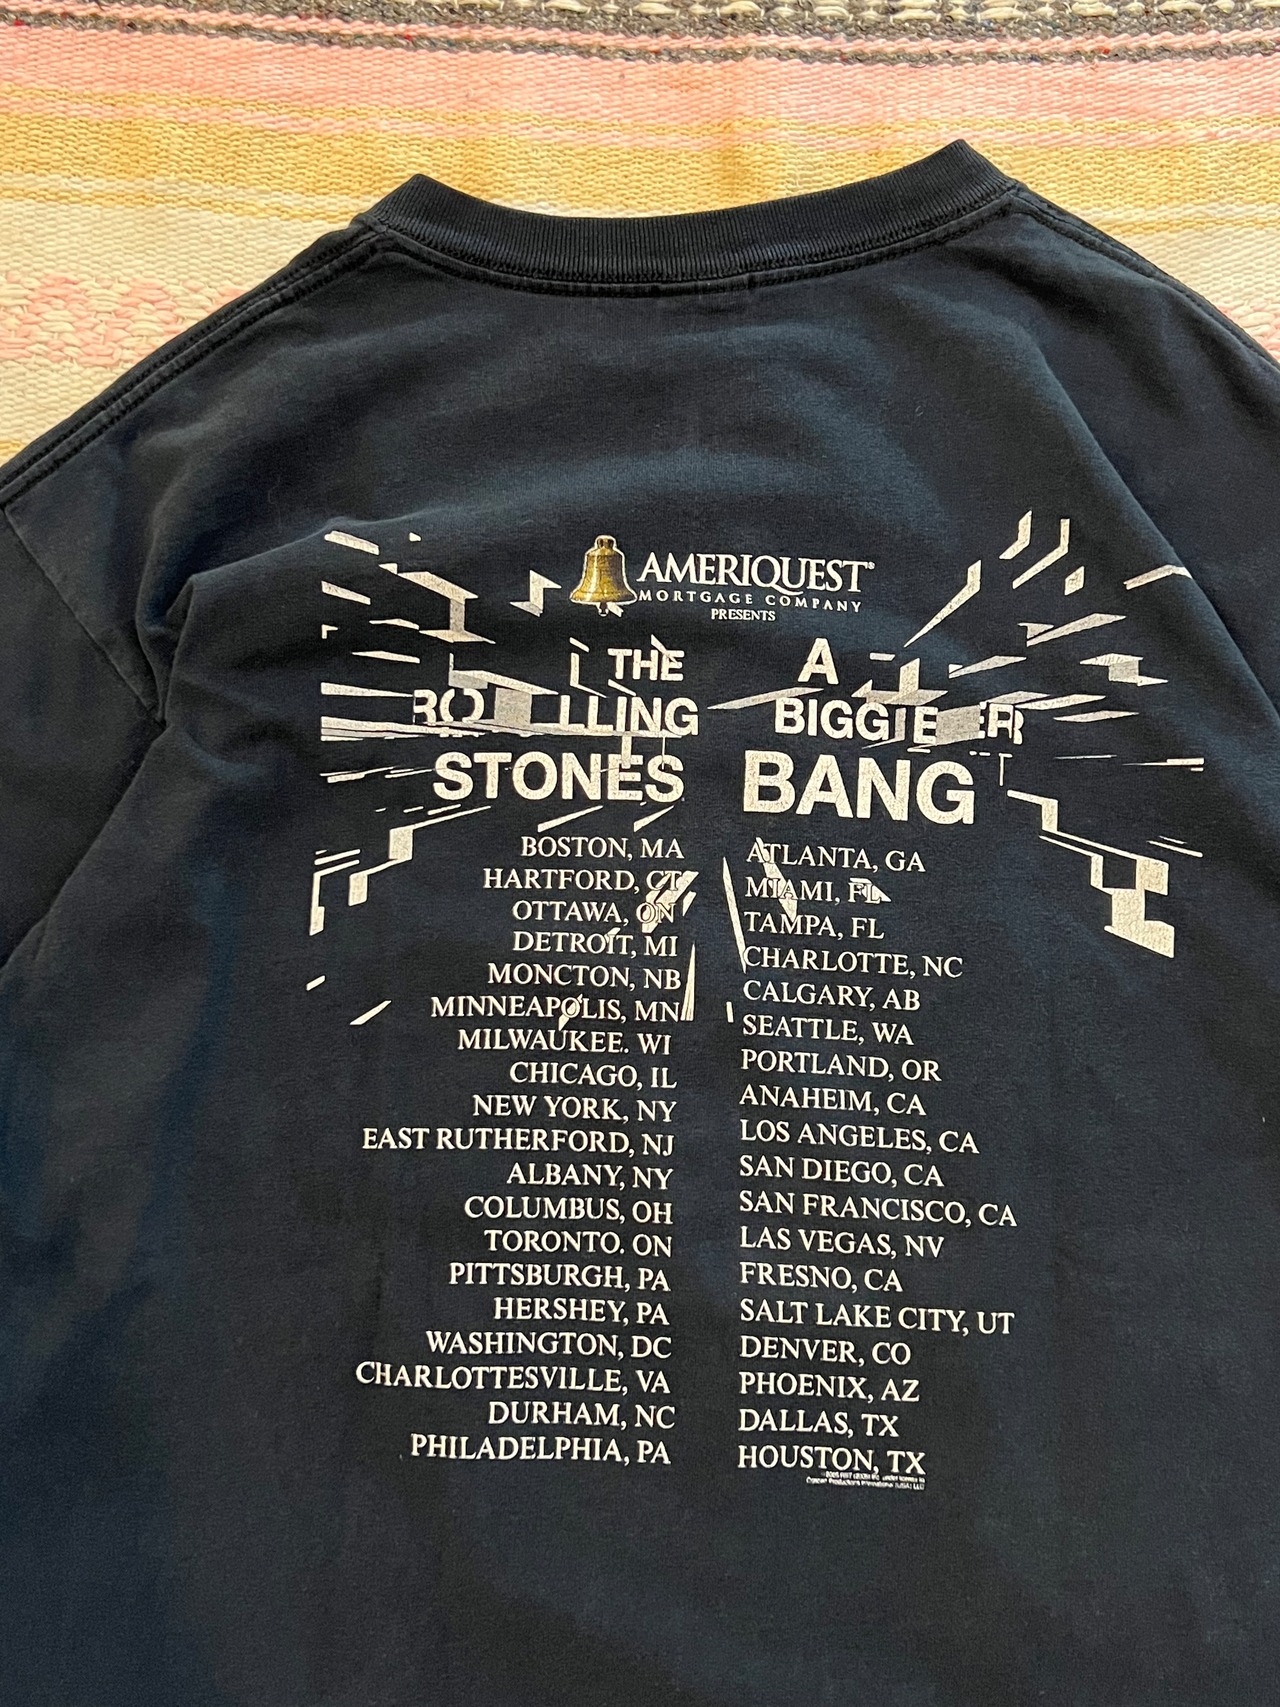 AMERIQUEST®
MORTGAGE COMPANY
PRESENTS
THE
ROLLING
STONES
A
BIGGER
BANG
BOSTON, MA
HARTFORD, CT
OTTAWA, ON
DETROIT, MI
MONCTON, NB
MINNEAPOLIS, MN
MILWAUKEE. WI
CHICAGO, IL
NEW YORK, NY
EAST RUTHERFORD, NJ
ALBANY, NY
COLUMBUS, OH
TORONTO. ON
PITTSBURGH, PA
HERSHEY, PA
WASHINGTON, DC
CHARLOTTESVILLE, VA
DURHAM, NC
PHILADELPHIA, PA
ATLANTA, GA
MIAMI, FL
TAMPA, FL
CHARLOTTE, NC
CALGARY, AB
SEATTLE, WA
PORTLAND, OR
ANAHEIM, CA
LOS ANGELES, CA
SAN DIEGO, CA
SAN FRANCISCO, CA
LAS VEGAS, NV
FRESNO, CA
SALT LAKE CITY, UT
DENVER, CO
PHOENIX, AZ
DALLAS, TX
HOUSTON, TX